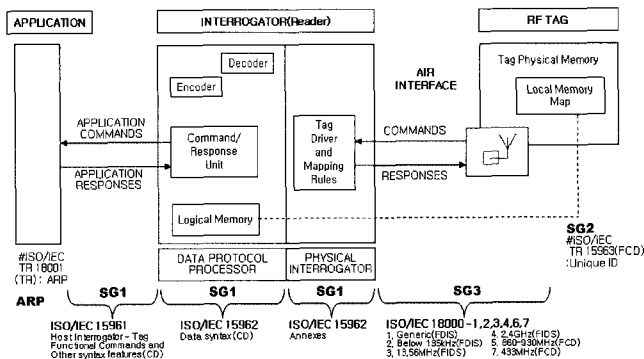 APPLICATION
INTERROGATOR(Reader)
RF TAG
Decoder
Encoder
Tag Physical Memory
AIR
INTERFACE
Local Memory
Map
APPLICATION
COMMANDS
Command/
Response
Unit
Tag
Driver
and
Mapping
Rules
COMMANDS
APPLICATION
RESPONSES
RESPONSES
Logical Memory
#ISO/IEC
TR 18001
(TR): ARP
ARP
DATA PROTOCOL
PROCESSOR
PHYSICAL
INTERROGATOR
SG2
#ISO/IEC
TR 15963(FCD)
:Unique ID
SG1
SG1
SG1
SG3
ISO/IEC 15961
Host Interrogator - Tag
Functional Commands and
Other syntax features(CD)
ISO/IEC 15962
Data syntax(CD)
ISO/IEC 15962
Annexes
ISO/IEC 18000 -1,2,3,4,6,7
1, Generic(FDIS) 4, 2,4GHz(FIDS)
2, Below 135kHz(FDIS) 5, 860-930MHz(FCD)
3, 13,56MHz(FIDS) 7, 433MHz(FCD)